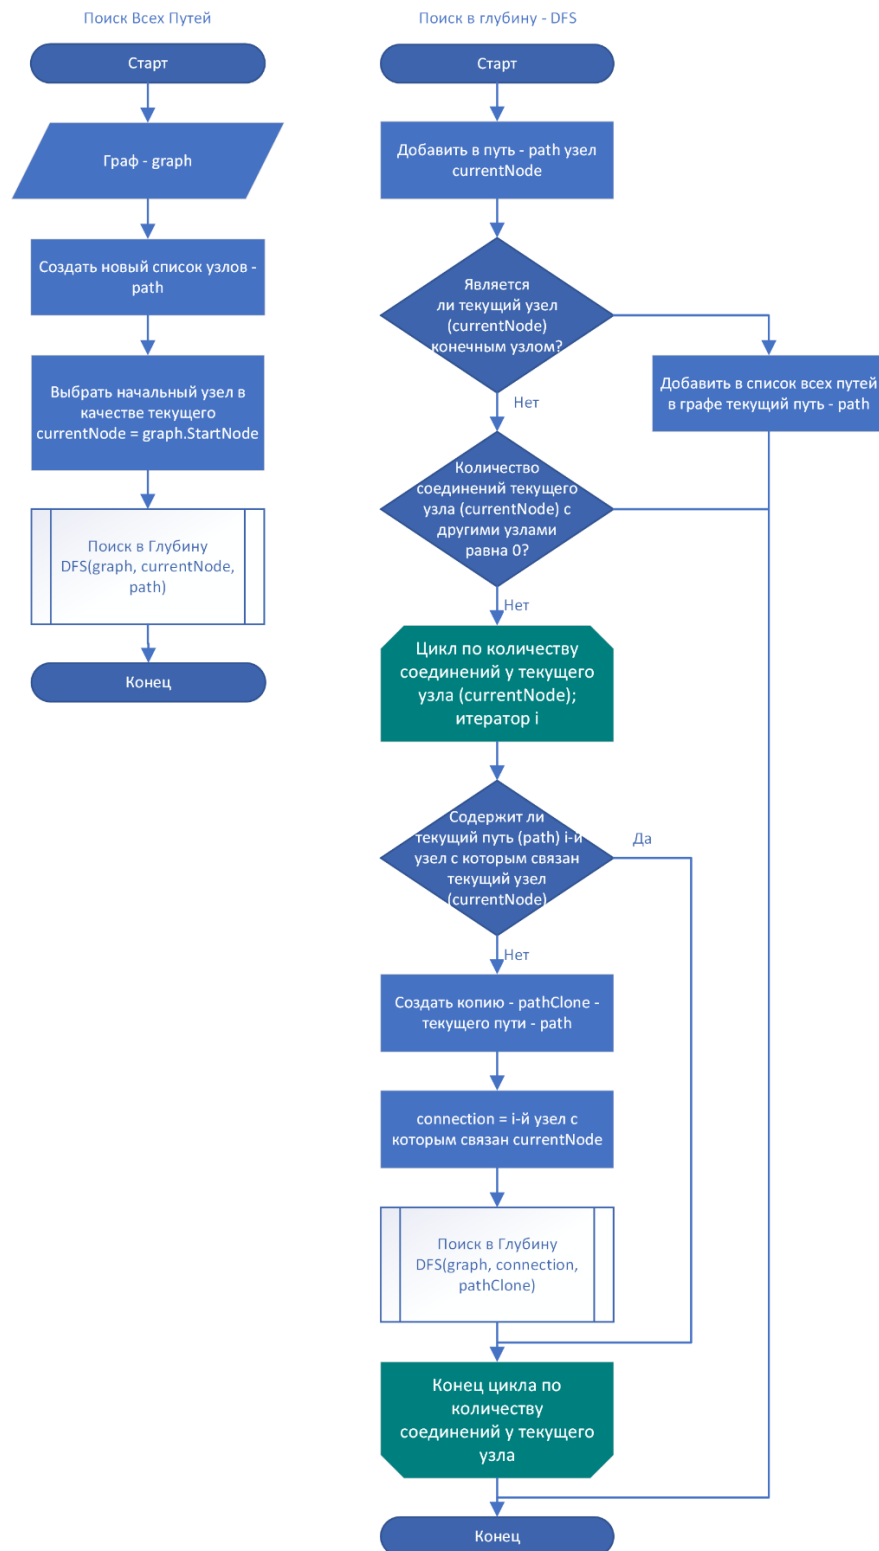 Поиск Всех Путей
Старт
Граф - graph
Создать новый список узлов -
path
Выбрать начальный узел в
качестве текущего
currentNode = graph.StartNode
Поиск в Глубину
DFS(graph, currentNode,
path)
Конец
Поиск в глубину - DFS
Старт
Добавить в путь - path узел
currentNode
Является
ли текущий узел
(currentNode)
конечным узлом?
Нет
Добавить в список всех путей
в графе текущий путь - path
Количество
соединений текущего
узла (currentNode) с
другими узлами
равна 0?
Нет
Цикл по количеству
соединений у текущего
узла (currentNode);
итератор i
Содержит ли
текущий путь (path) i-й
узел с которым связан
текущий узел
(currentNode)
Да
Нет
Создать копию - pathClone -
текущего пути - path
connection = i-й узел с
которым связан currentNode
Поиск в Глубину
DFS(graph, connection,
pathClone)
Конец цикла по
количеству
соединений у текущего
узла
Конец